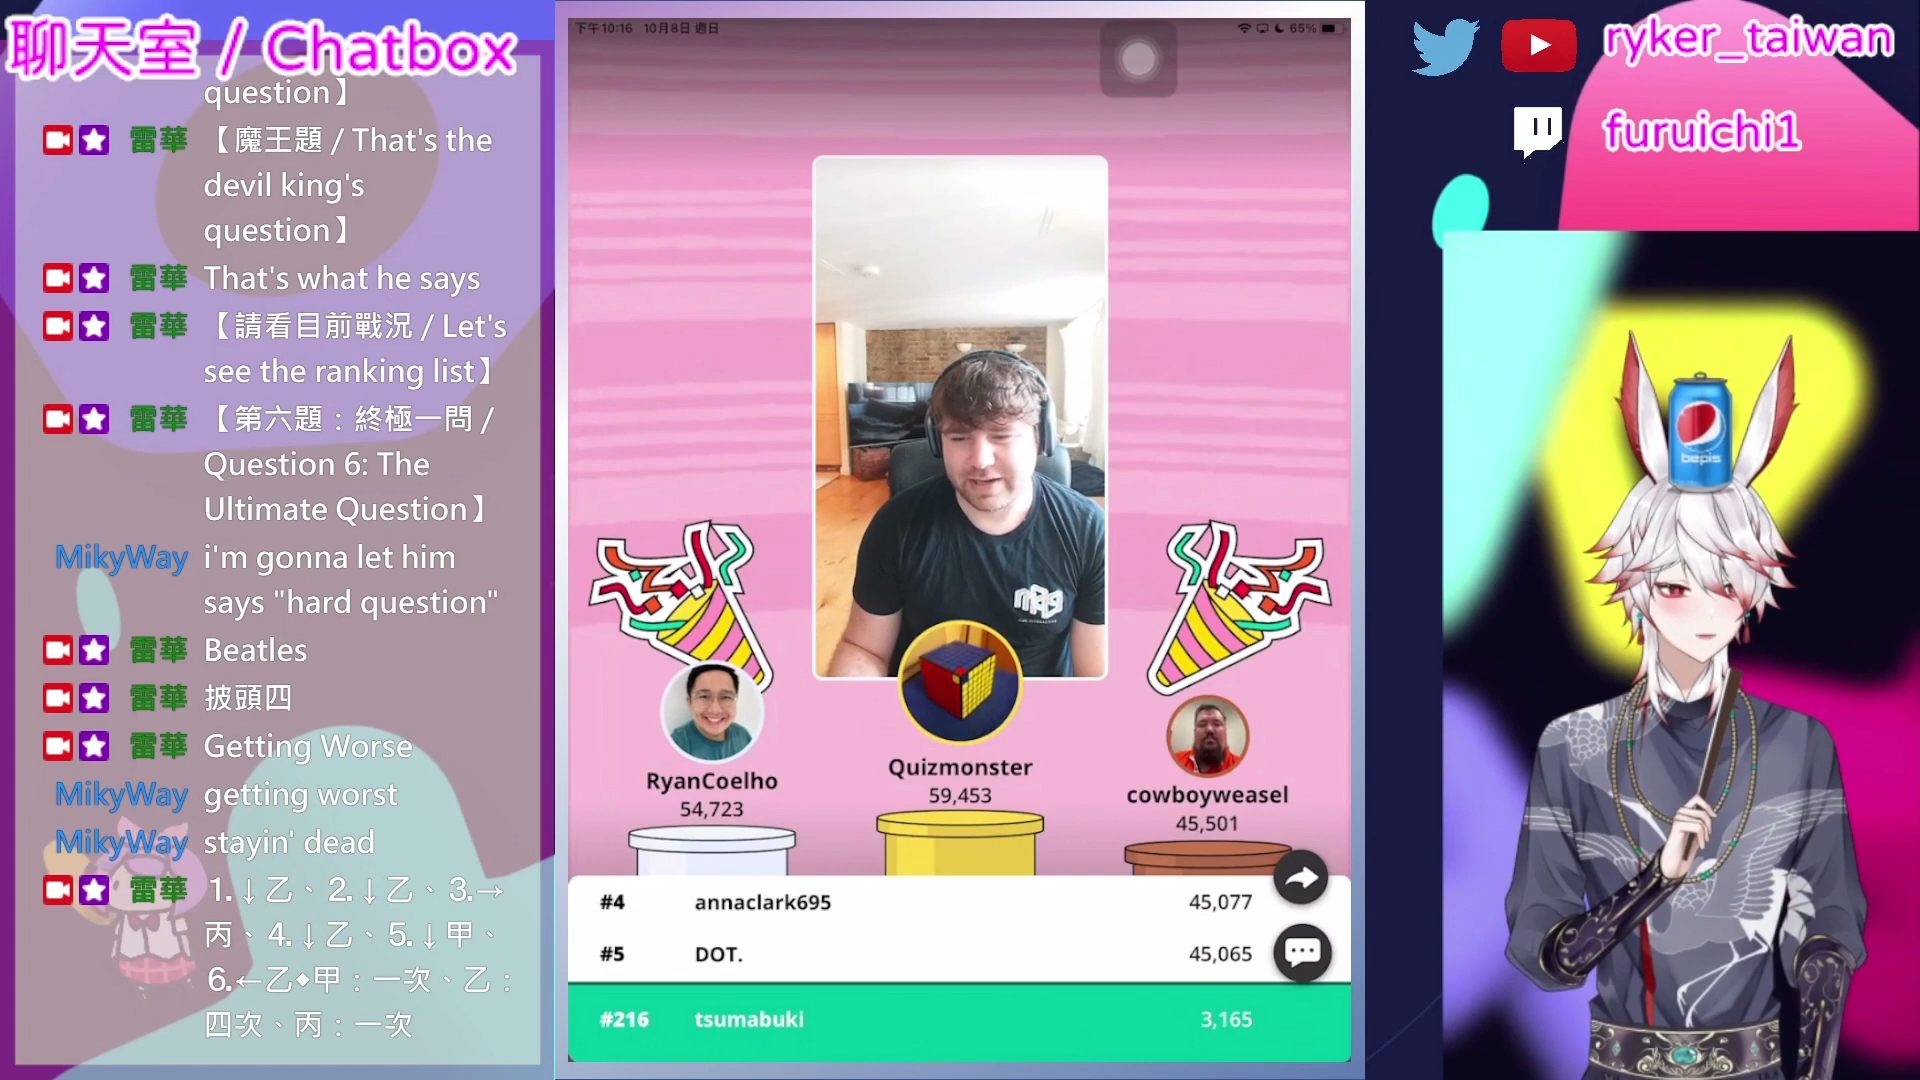 聊天室 / Chatbox
question】
雷華 【魔王題 / That's the
devil king's
question】
雷華 That's what he says
雷華 【請看目前戰況 / Let's
see the ranking list】
雷華 【第六題：終極一問 /
Question 6: The
Ultimate Question】
MikyWay i'm gonna let him
says "hard question"
雷華 Beatles
雷華 披頭四
雷華 Getting Worse
MikyWay getting worst
MikyWay stayin' dead
雷華 1.↓乙、2.↓乙、3.→
丙、4.↓乙、5.↓甲、
6.←乙◆甲：一次、乙：
四次、丙：一次
下午10:16 10月8日 週日
65%
RyanCoelho
54,723
Quizmonster
59,453
cowboyweasel
45,501
#4 annaclark695 45,077
#5 DOT. 45,065
#216 tsumabuki 3,165
ryker_taiwan
furuichi1
bepis